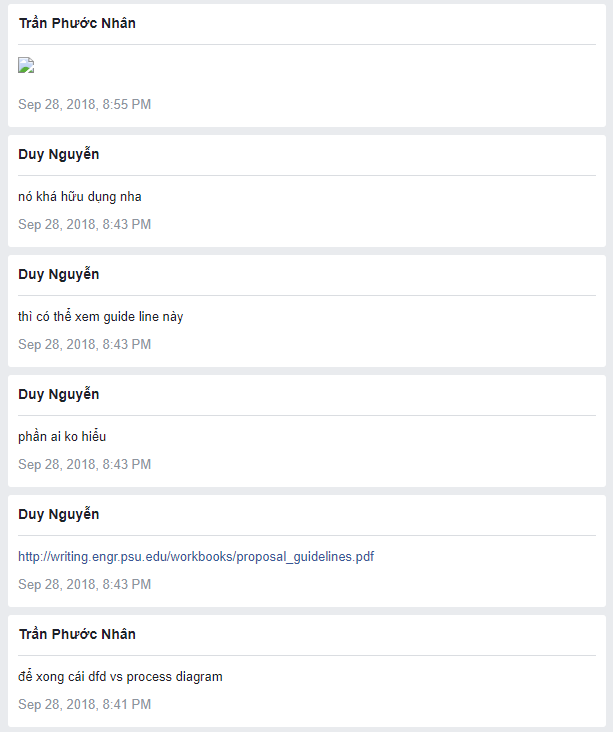 Trần Phước Nhân
Sep 28, 2018, 8:55 PM
Duy Nguyễn
nó khá hữu dụng nha
Sep 28, 2018, 8:43 PM
Duy Nguyễn
thì có thể xem guide line này
Sep 28, 2018, 8:43 PM
Duy Nguyễn
phần ai ko hiểu
Sep 28, 2018, 8:43 PM
Duy Nguyễn
http://writing.engr.psu.edu/workbooks/proposal_guidelines.pdf
Sep 28, 2018, 8:43 PM
Trần Phước Nhân
để xong cái dfd vs process diagram
Sep 28, 2018, 8:41 PM